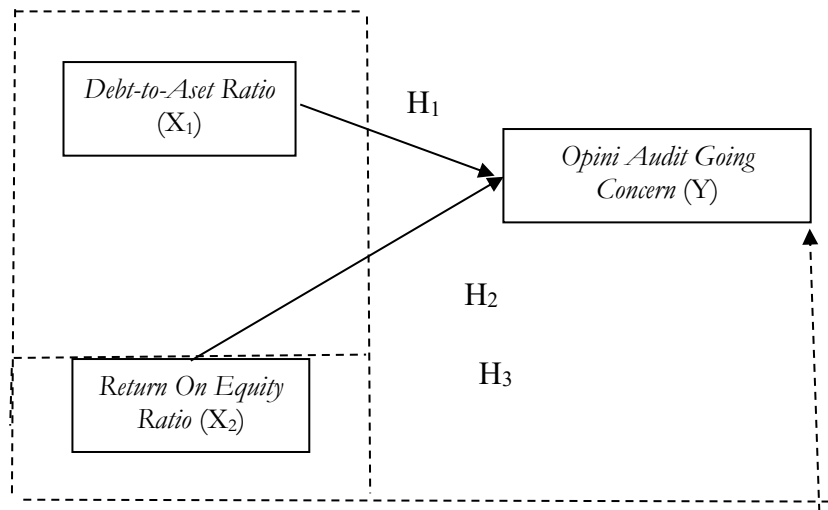 Debt-to-Aset Ratio
(X₁)
H₁
Opini Audit Going
Concern (Y)
H₂
H₃
Return On Equity
Ratio (X₂)